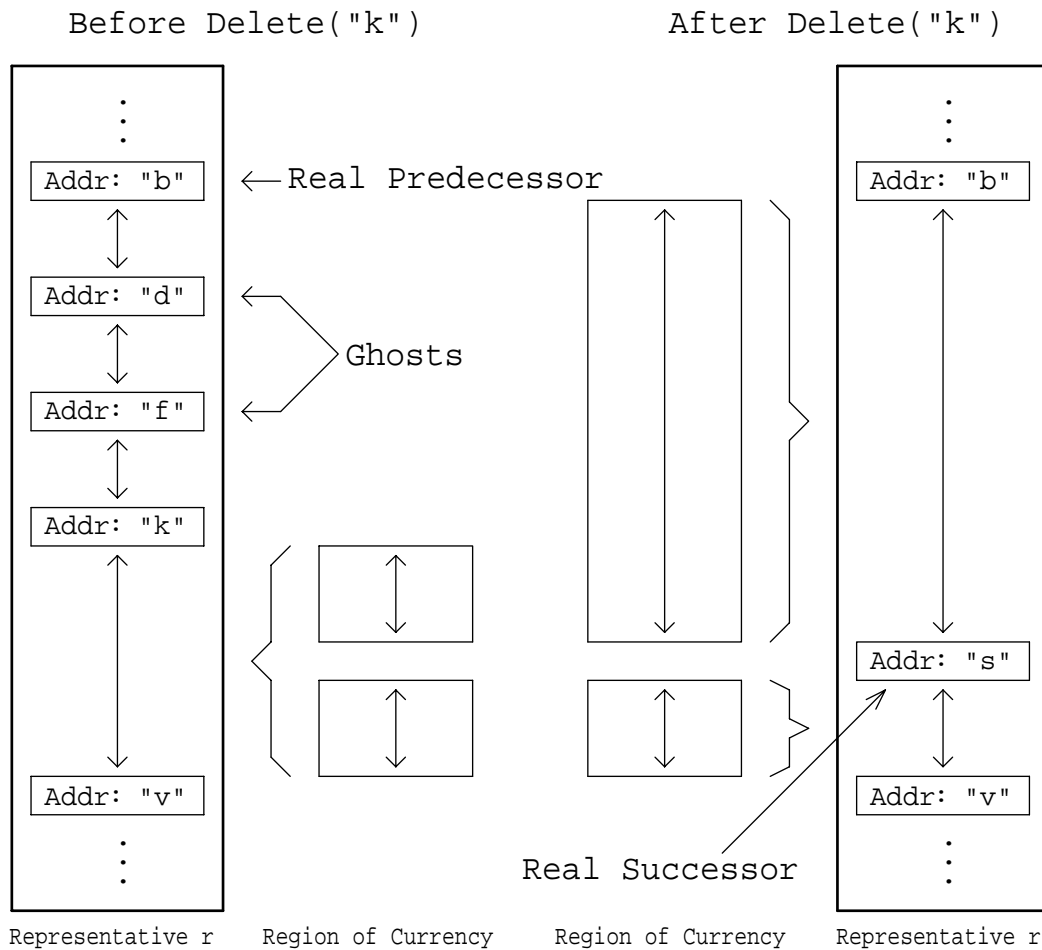 Before Delete("k")
After Delete("k")
Addr: "b"
Addr: "d"
Addr: "f"
Addr: "k"
Addr: "v"
Real Predecessor
Ghosts
Real Successor
Addr: "b"
Addr: "s"
Addr: "v"
Representative r
Region of Currency
Region of Currency
Representative r